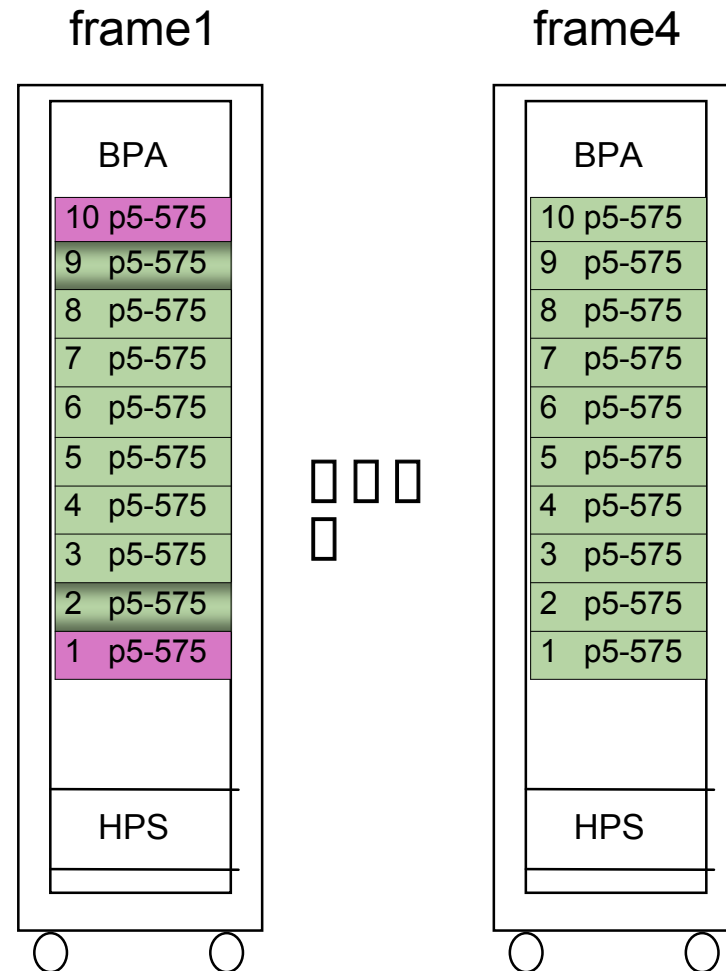 frame1
BPA
10 p5-575
9 p5-575
8 p5-575
7 p5-575
6 p5-575
5 p5-575
4 p5-575
3 p5-575
2 p5-575
1 p5-575
HPS
frame4
BPA
10 p5-575
9 p5-575
8 p5-575
7 p5-575
6 p5-575
5 p5-575
4 p5-575
3 p5-575
2 p5-575
1 p5-575
HPS